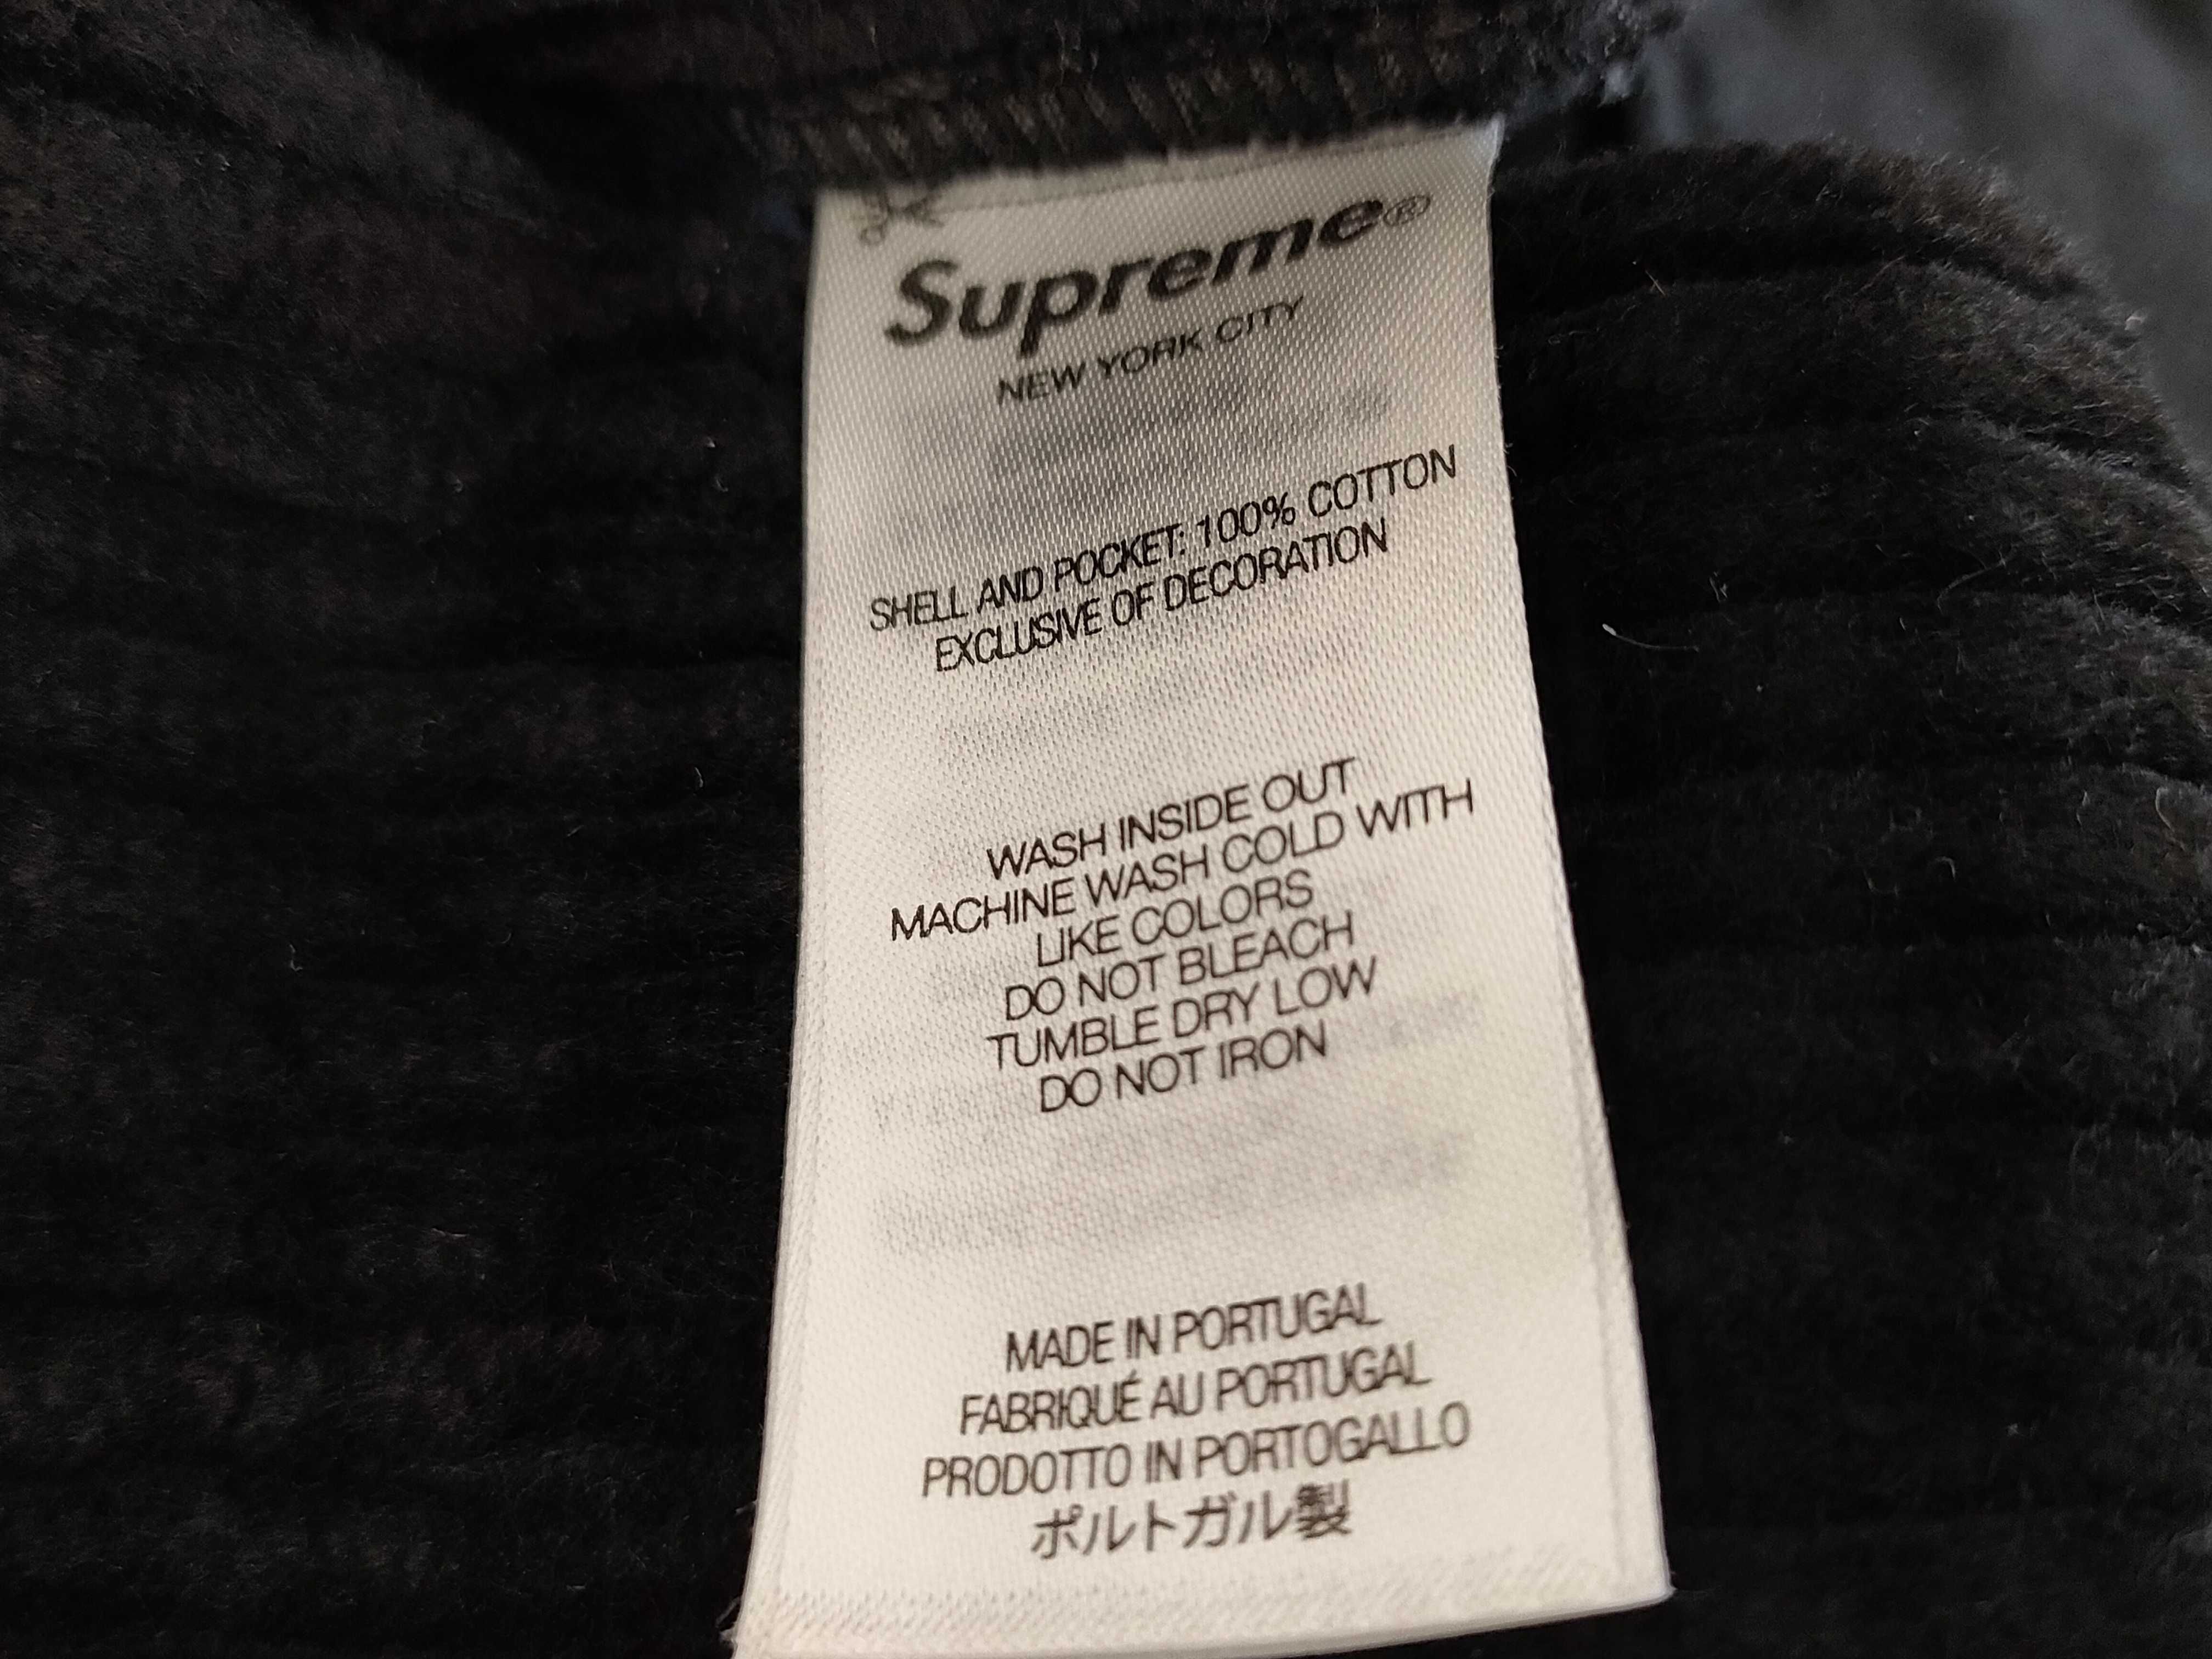 Supreme®
NEW YORK CITY
SHELL AND POCKET: 100% COTTON
EXCLUSIVE OF DECORATION
WASH INSIDE OUT
MACHINE WASH COLD WITH
LIKE COLORS
DO NOT BLEACH
TUMBLE DRY LOW
DO NOT IRON
MADE IN PORTUGAL
FABRIQUÉ AU PORTUGAL
PRODOTTO IN PORTOGALLO
ポルトガル製